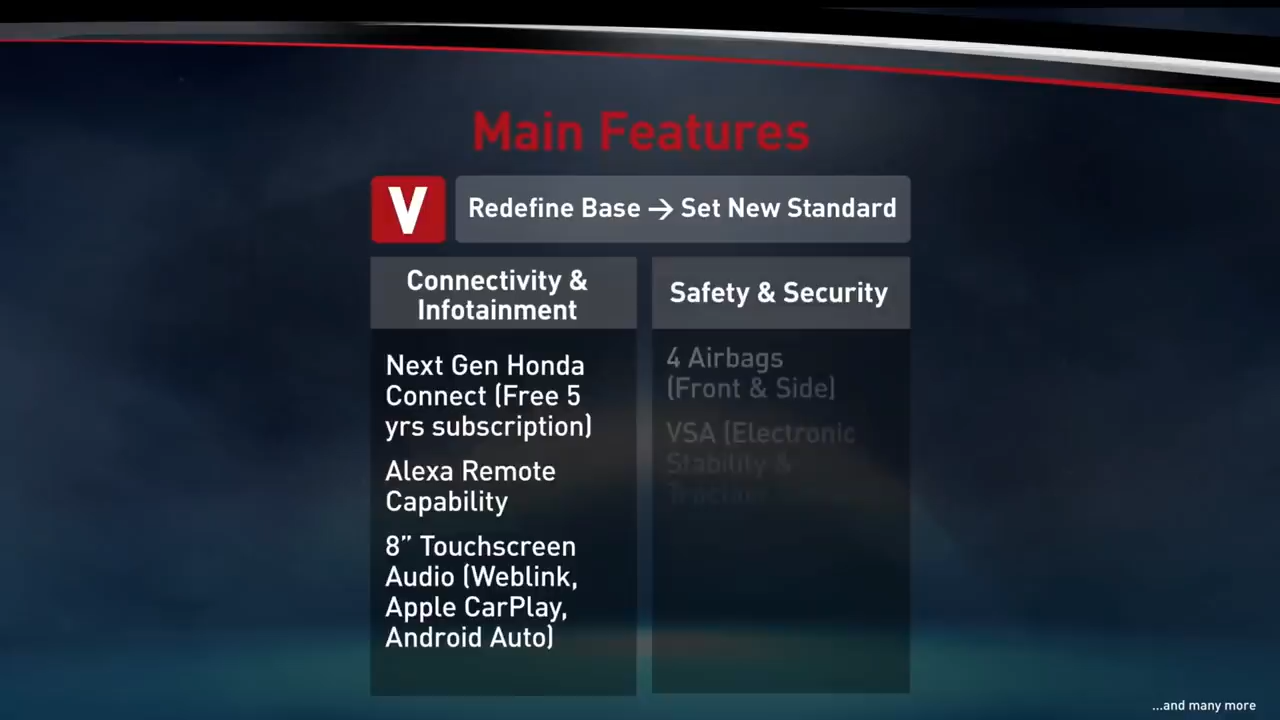 Main Features
V
Redefine Base → Set New Standard
Connectivity &
Infotainment
Next Gen Honda
Connect (Free 5
yrs subscription)
Alexa Remote
Capability
8” Touchscreen
Audio (Weblink,
Apple CarPlay,
Android Auto)
Safety & Security
4 Airbags
(Front & Side)
VSA (Electronic
Stability &
...and many more